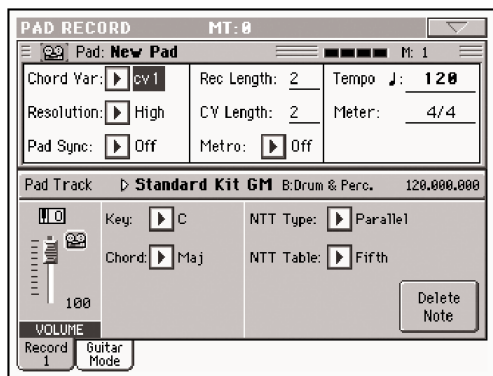 PAD RECORD MT:0
Pad: New Pad M: 1
Chord Var: cv1 Rec Length: 2 Tempo ♩: 120
Resolution: High CV Length: 2 Meter: 4/4
Pad Sync: Off Metro: Off
Pad Track Standard Kit GM B:Drum & Perc. 120.000.000
Key: C NTT Type: Parallel
Chord: Maj NTT Table: Fifth
100
Delete
Note
VOLUME
Record
1
Guitar
Mode